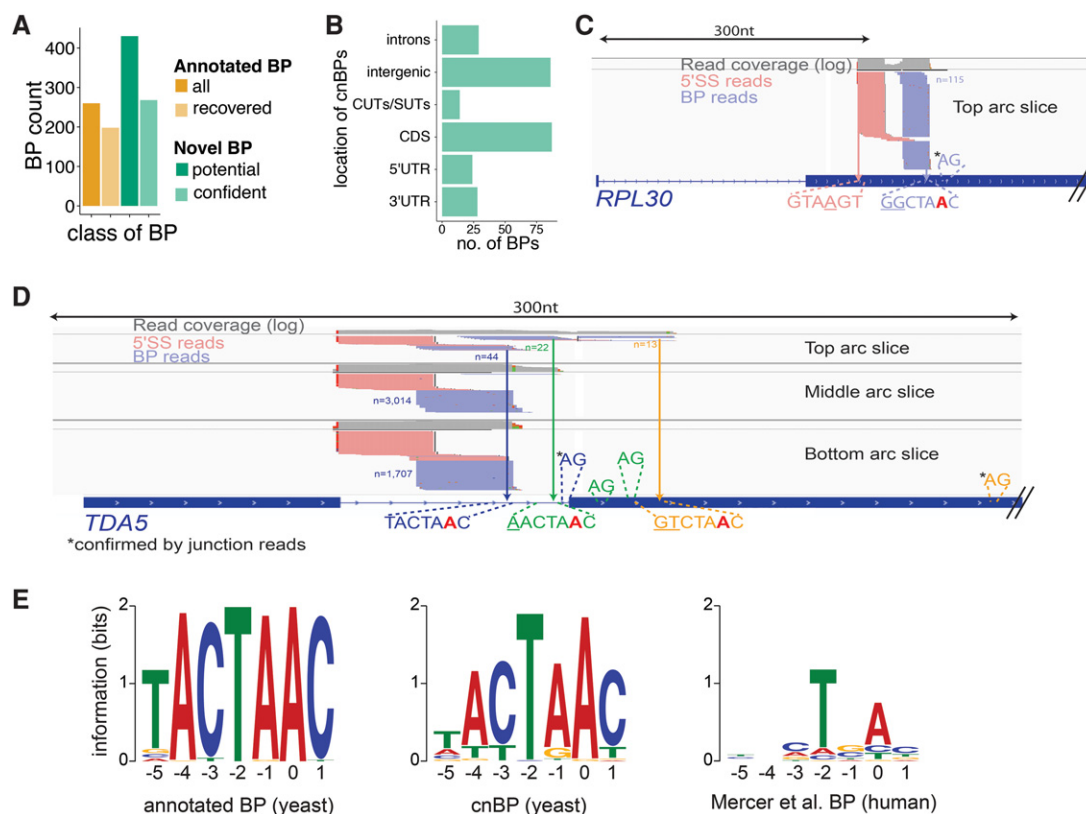 A
BP count
400
300
200
100
0
class of BP
Annotated BP
all
recovered
Novel BP
potential
confident
B
location of cnBPs
introns
intergenic
CUTs/SUTs
CDS
5'UTR
3'UTR
0 25 50 75
no. of BPs
C
300nt
Read coverage (log)
5'SS reads
BP reads
n=115
Top arc slice
*AG
RPL30
GTAAGT
GGCTAAC
D
300nt
Read coverage (log)
5'SS reads
BP reads
n=44
n=22
n=13
Top arc slice
Middle arc slice
n=3,014
Bottom arc slice
n=1,707
*AG
AG
AG
*AG
TDA5
TACTAAC
AACTAAC
GTCTAAC
*confirmed by junction reads
E
information (bits)
2
1
0
TACTAAC
-5 -4 -3 -2 -1 0 1
annotated BP (yeast)
2
1
0
TACTAAC
-5 -4 -3 -2 -1 0 1
cnBP (yeast)
2
1
0
-5 -4 -3 -2 -1 0 1
Mercer et al. BP (human)